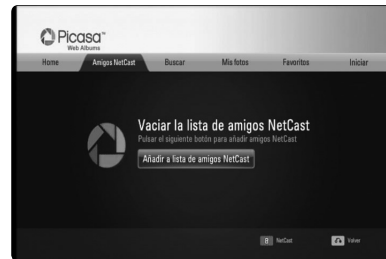 Picasa™
Web Albums
Home Amigos NetCast Buscar Mis fotos Favoritos Iniciar
Vaciar la lista de amigos NetCast
Pulsar el siguiente botón para añadir amigos NetCast
Añadir a lista de amigos NetCast
NetCast Volver